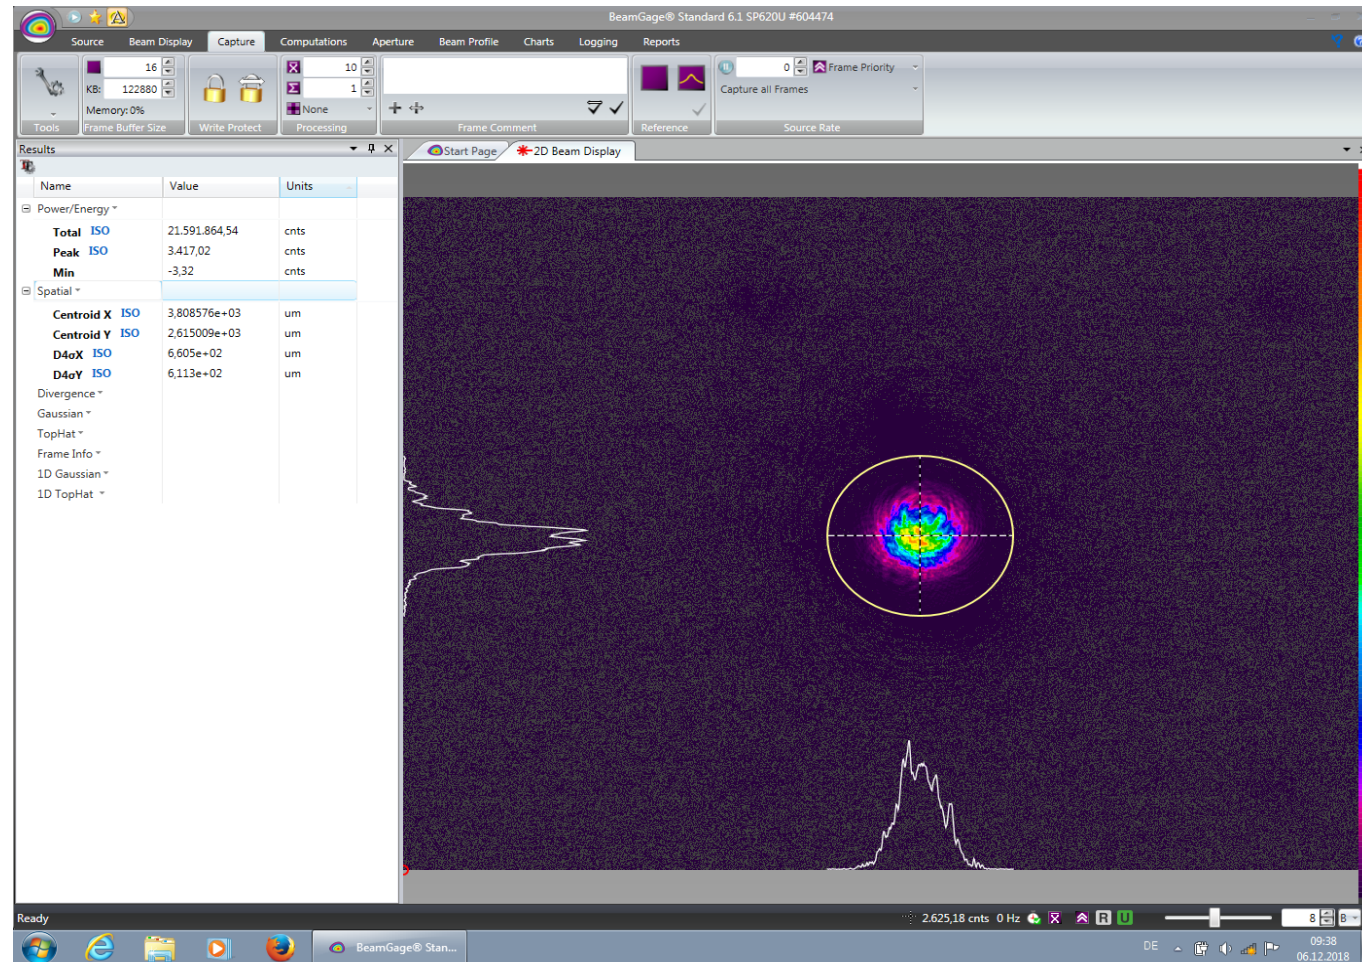 BeamGage® Standard 6.1 SP620U #604474
Source Beam Display Capture Computations Aperture Beam Profile Charts Logging Reports
16
KB: 122880
Memory: 0%
10
1
None
0 Frame Priority
Capture all Frames
Tools Frame Buffer Size Write Protect Processing Frame Comment Reference Source Rate
Results
Start Page 2D Beam Display
Name Value Units
Power/Energy
Total ISO 21.591.864,54 cnts
Peak ISO 3.417,02 cnts
Min -3,32 cnts
Spatial
Centroid X ISO 3,808576e+03 um
Centroid Y ISO 2,615009e+03 um
D4σX ISO 6,605e+02 um
D4σY ISO 6,113e+02 um
Divergence
Gaussian
TopHat
Frame Info
1D Gaussian
1D TopHat
Ready 2.625,18 cnts 0 Hz R U 8 B
BeamGage® Stan... DE 09:38
06.12.2018